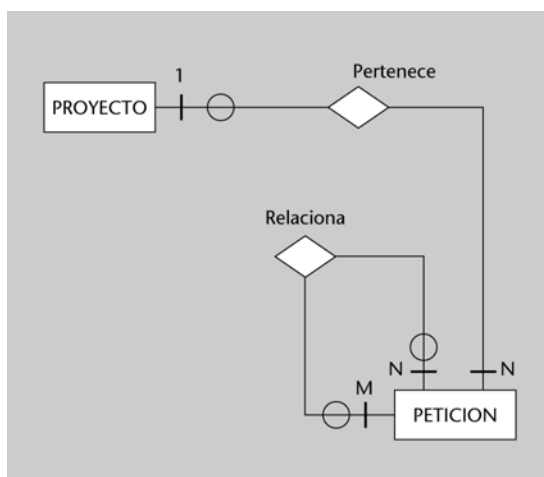 1
Pertenece
PROYECTO
Relaciona
N
N
M
PETICION